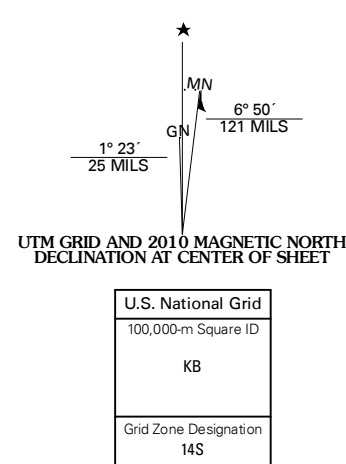 ★
MN
6° 50´
121 MILS
GN
1° 23´
25 MILS
UTM GRID AND 2010 MAGNETIC NORTH
DECLINATION AT CENTER OF SHEET
U.S. National Grid
100,000-m Square ID
KB
Grid Zone Designation
14S